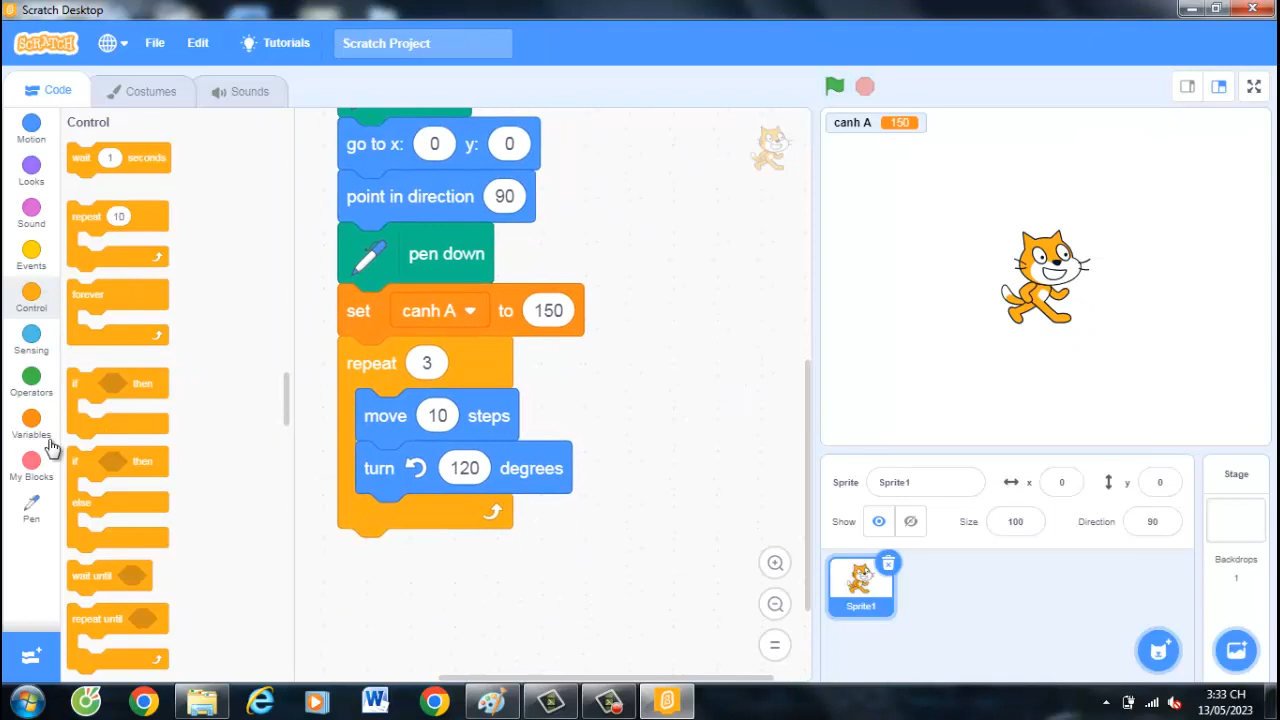 Scratch Desktop
SCRATCH
File
Edit
Tutorials
Scratch Project
Code
Costumes
Sounds
Motion
Looks
Sound
Events
Control
Sensing
Operators
Variables
My Blocks
Pen
Control
wait 1 seconds
repeat 10
forever
if then
if then
else
wait until
repeat until
go to x: 0 y: 0
point in direction 90
pen down
set canh A to 150
repeat 3
move 10 steps
turn 120 degrees
canh A 150
Sprite Sprite1 x 0 y 0
Show Size 100 Direction 90
Sprite1
Stage
Backdrops
1
3:33 CH
13/05/2023